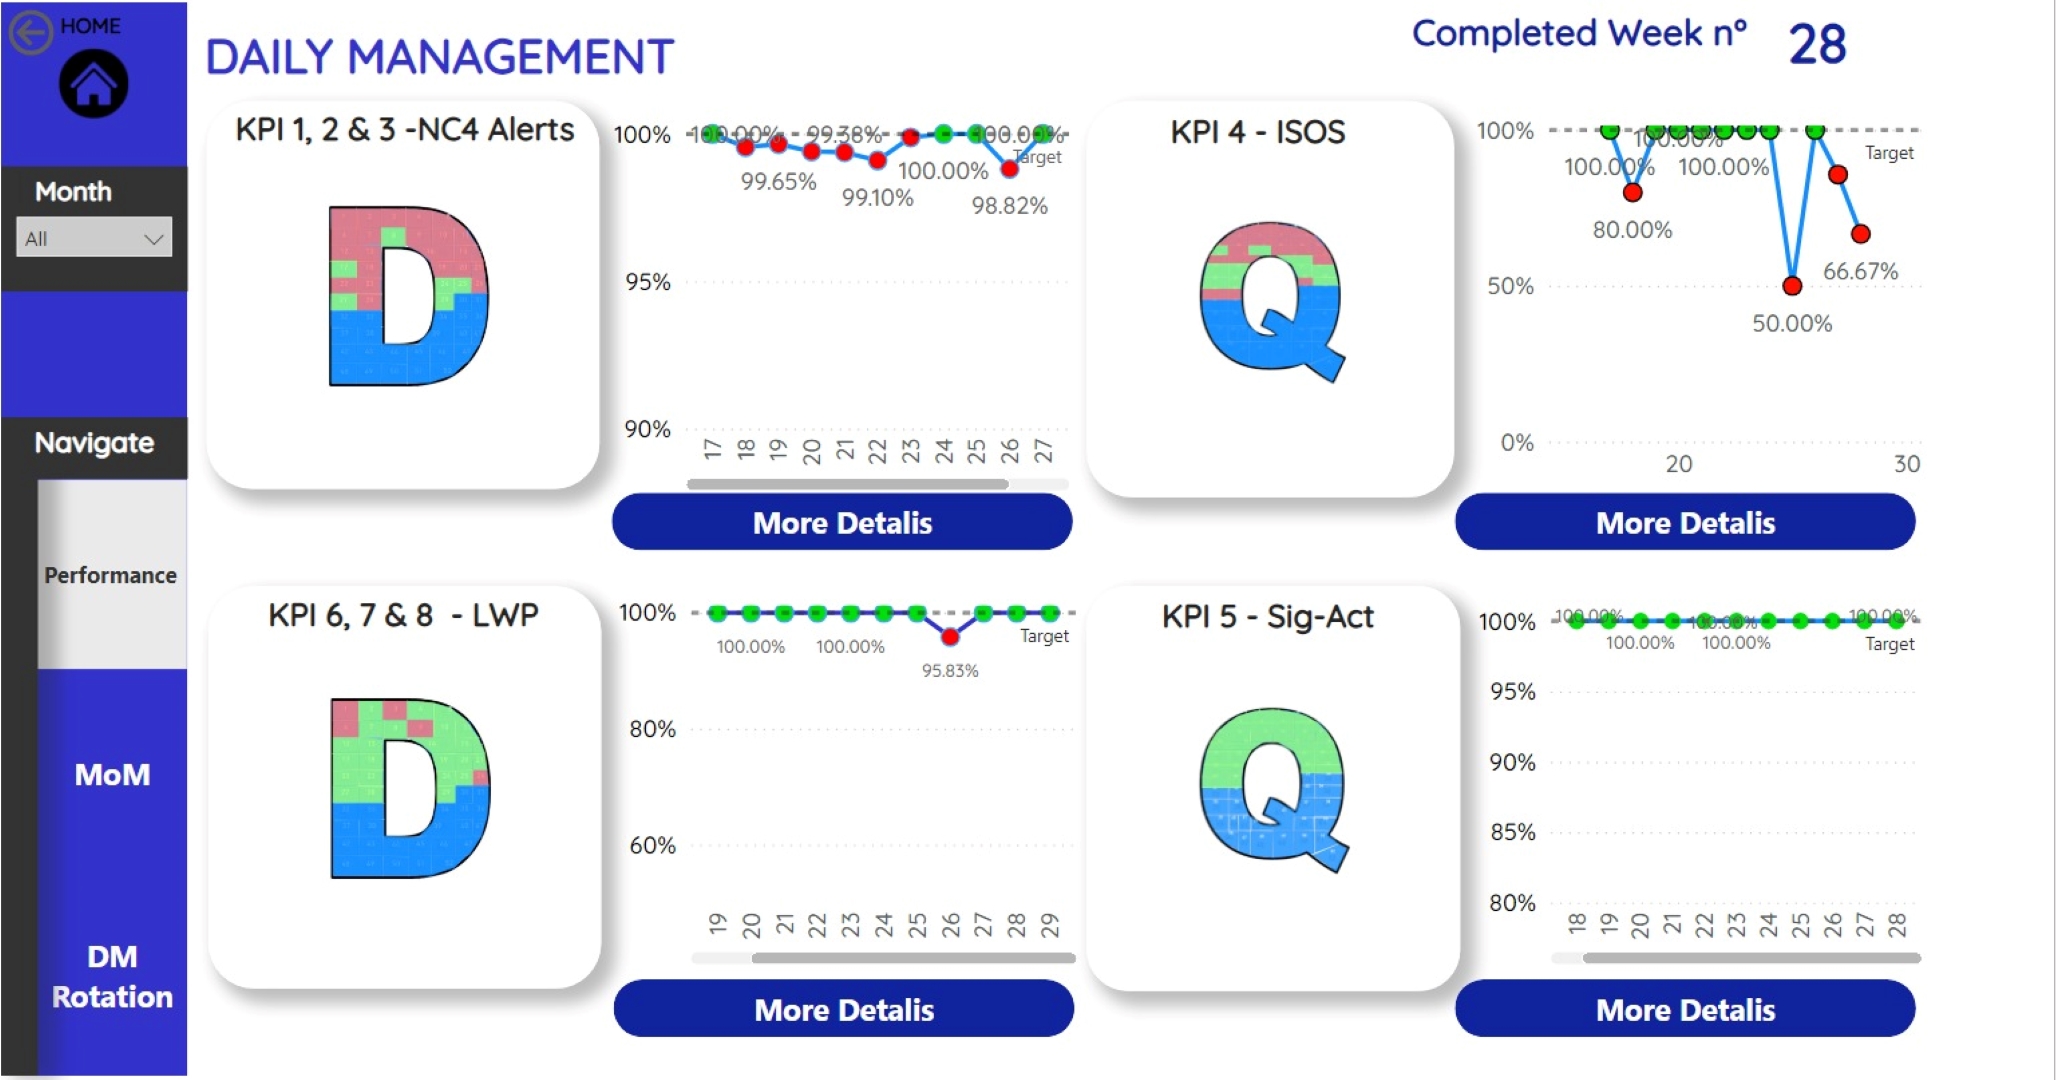 HOME
DAILY MANAGEMENT
Completed Week nº 28
Month
All
Navigate
Performance
MoM
DM
Rotation
KPI 1, 2 & 3 -NC4 Alerts
100%
95%
90%
100.00%
99.38%
100.00%
Target
99.65%
99.10%
100.00%
98.82%
17 18 19 20 21 22 23 24 25 26 27
More Detalis
KPI 4 - ISOS
100%
50%
0%
100.00%
100.00%
100.00%
Target
80.00%
50.00%
66.67%
20 30
More Detalis
KPI 6, 7 & 8 - LWP
100%
80%
60%
100.00%
100.00%
95.83%
Target
19 20 21 22 23 24 25 26 27 28 29
More Detalis
KPI 5 - Sig-Act
100%
95%
90%
85%
80%
100.00%
100.00%
100.00%
100.00%
100.00%
Target
18 19 20 21 22 23 24 25 26 27 28
More Detalis